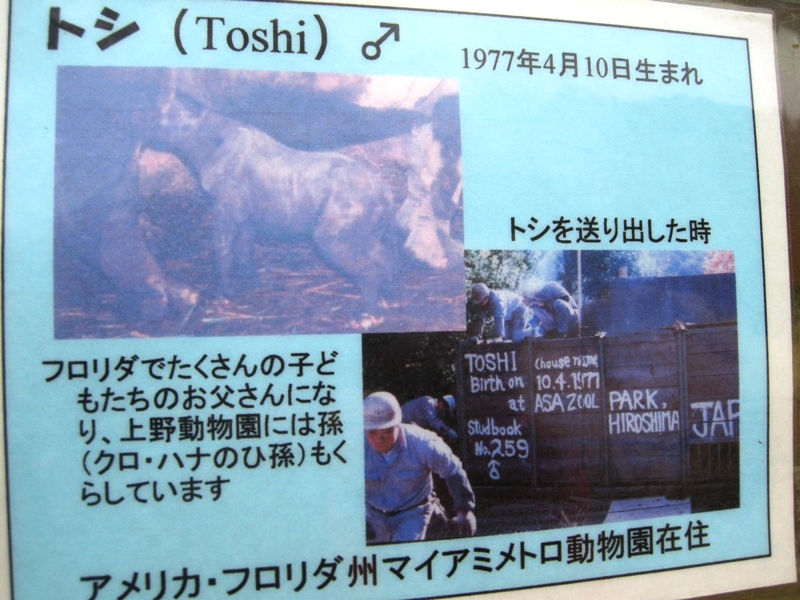 トシ（Toshi）♂
1977年4月10日生まれ
トシを送り出した時
フロリダでたくさんの子ど
もたちのお父さんにな
り、上野動物園には孫
（クロ・ハナのひ孫）もく
らしています
TOSHI (house name
Birth on 10.4.1977
at ASA ZOOL PARK, HIROSHIMA JAP
Studbook
No.259
♂
アメリカ・フロリダ州マイアミメトロ動物園在住